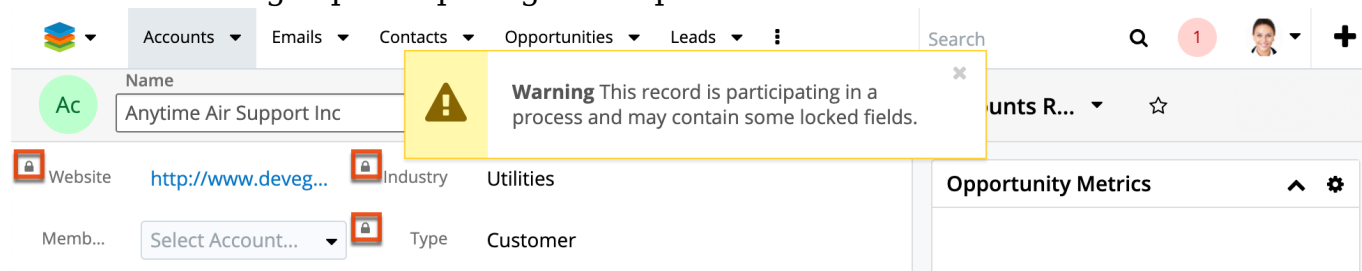 Accounts Emails Contacts Opportunities Leads Search 1
Ac Name
Anytime Air Support Inc
Warning This record is participating in a
process and may contain some locked fields.
unts R...
Website http://www.deveg... Industry Utilities
Opportunity Metrics
Memb... Select Account... Type Customer